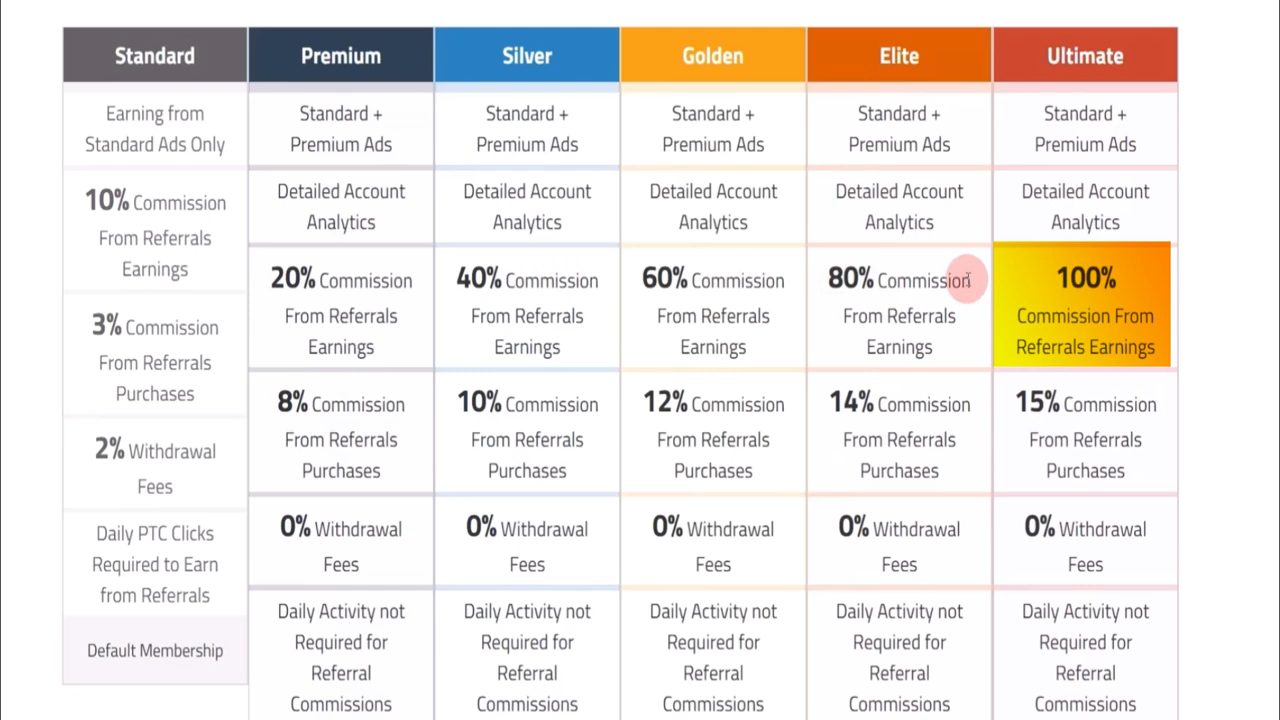 Standard
Earning from
Standard Ads Only
10% Commission
From Referrals
Earnings
3% Commission
From Referrals
Purchases
2% Withdrawal
Fees
Daily PTC Clicks
Required to Earn
from Referrals
Default Membership
Premium
Standard +
Premium Ads
Detailed Account
Analytics
20% Commission
From Referrals
Earnings
8% Commission
From Referrals
Purchases
0% Withdrawal
Fees
Daily Activity not
Required for
Referral
Commissions
Silver
Standard +
Premium Ads
Detailed Account
Analytics
40% Commission
From Referrals
Earnings
10% Commission
From Referrals
Purchases
0% Withdrawal
Fees
Daily Activity not
Required for
Referral
Commissions
Golden
Standard +
Premium Ads
Detailed Account
Analytics
60% Commission
From Referrals
Earnings
12% Commission
From Referrals
Purchases
0% Withdrawal
Fees
Daily Activity not
Required for
Referral
Commissions
Elite
Standard +
Premium Ads
Detailed Account
Analytics
80% Commission
From Referrals
Earnings
14% Commission
From Referrals
Purchases
0% Withdrawal
Fees
Daily Activity not
Required for
Referral
Commissions
Ultimate
Standard +
Premium Ads
Detailed Account
Analytics
100%
Commission From
Referrals Earnings
15% Commission
From Referrals
Purchases
0% Withdrawal
Fees
Daily Activity not
Required for
Referral
Commissions